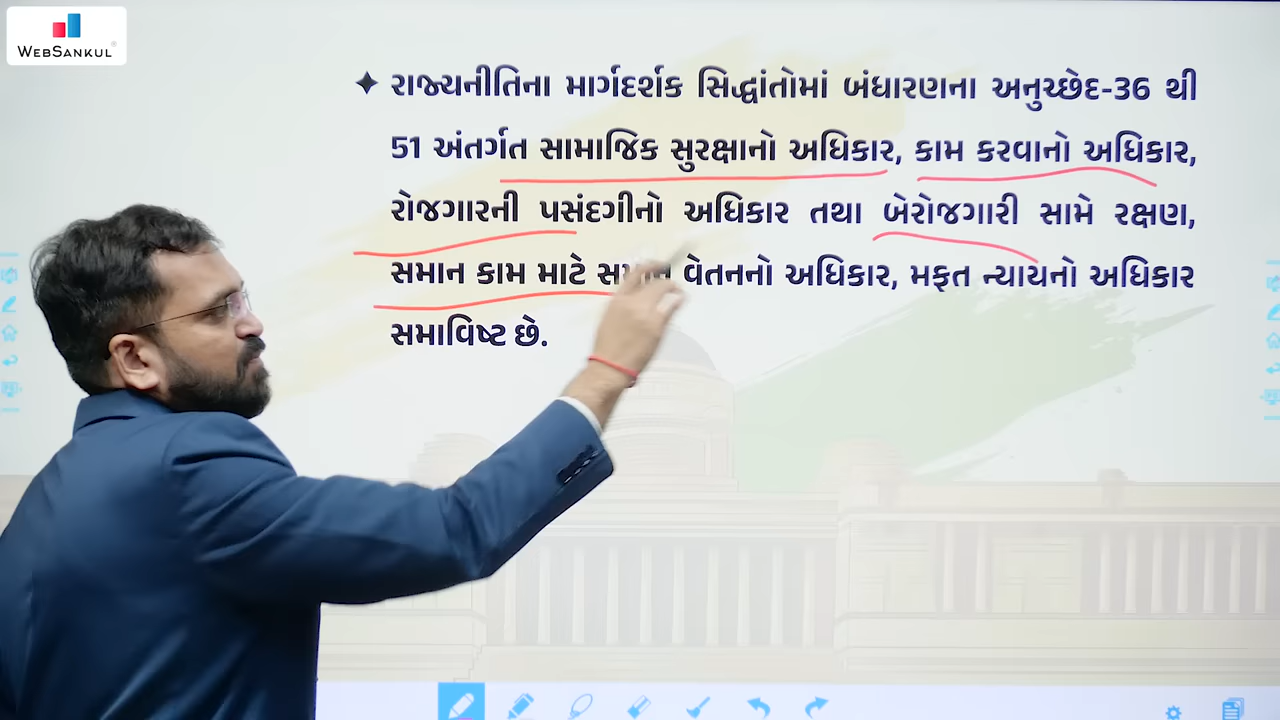 WEBSANKUL
રાજ્યનીતિના માર્ગદર્શક સિદ્ધાંતોમાં બંધારણના અનુચ્છેદ-36 થી
51 અંતર્ગત સામાજિક સુરક્ષાનો અધિકાર, કામ કરવાનો અધિકાર,
રોજગારની પસંદગીનો અધિકાર તથા બેરોજગારી સામે રક્ષણ,
સમાન કામ માટે સમાન વેતનનો અધિકાર, મફત ન્યાયનો અધિકાર
સમાવિષ્ટ છે.